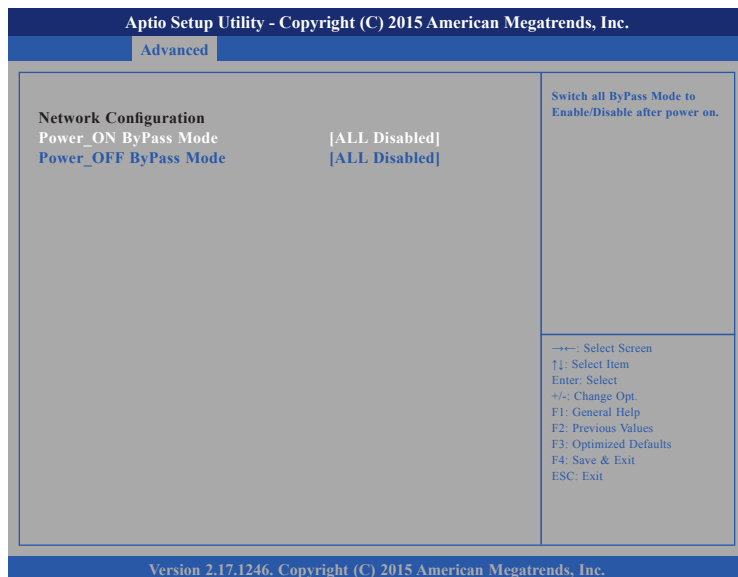 Aptio Setup Utility - Copyright (C) 2015 American Megatrends, Inc.
Advanced
Network Configuration
Power_ON ByPass Mode [ALL Disabled]
Power_OFF ByPass Mode [ALL Disabled]
Switch all ByPass Mode to
Enable/Disable after power on.
→←: Select Screen
↑↓: Select Item
Enter: Select
+/-: Change Opt.
F1: General Help
F2: Previous Values
F3: Optimized Defaults
F4: Save & Exit
ESC: Exit
Version 2.17.1246. Copyright (C) 2015 American Megatrends, Inc.